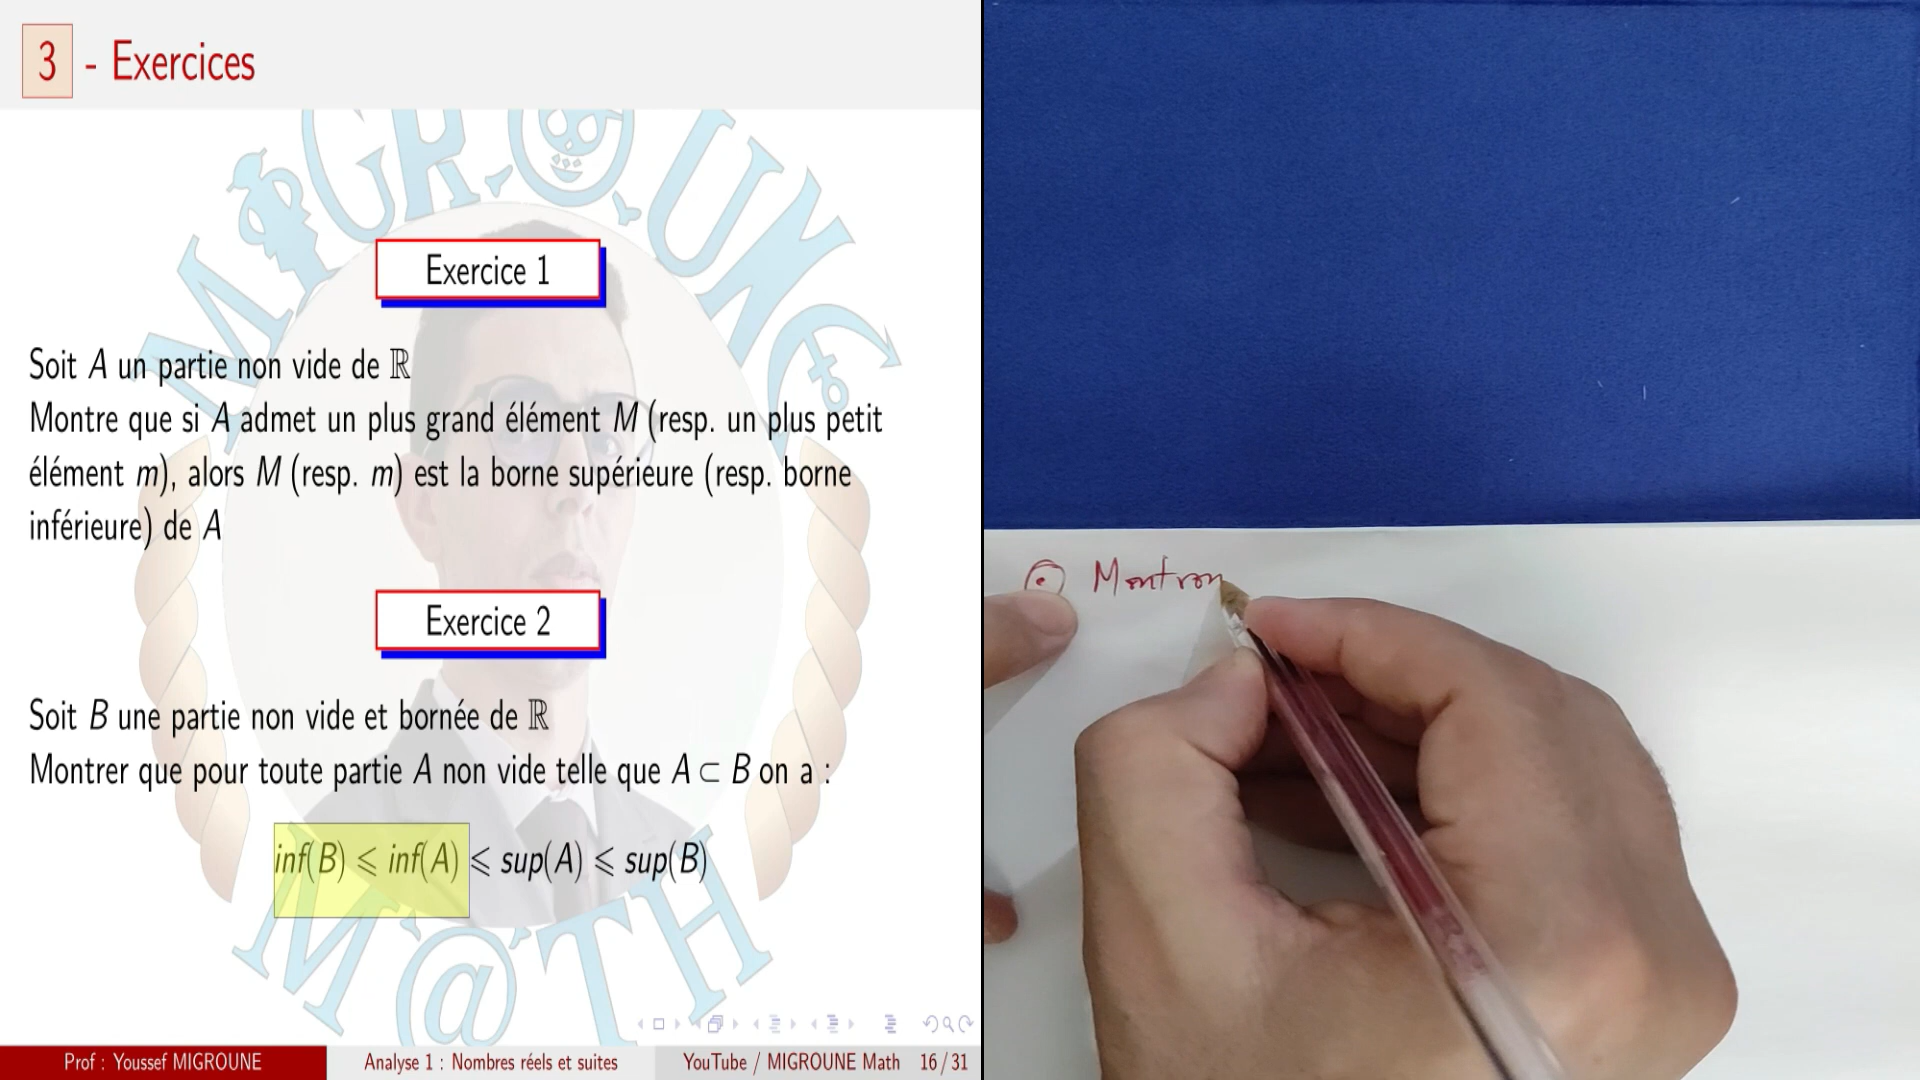 3 - Exercices
Exercice 1
Soit A un partie non vide de ℝ
Montre que si A admet un plus grand élément M (resp. un plus petit
élément m), alors M (resp. m) est la borne supérieure (resp. borne
inférieure) de A
Exercice 2
Soit B une partie non vide et bornée de ℝ
Montrer que pour toute partie A non vide telle que A ⊂ B on a :
inf(B) ⩽ inf(A) ⩽ sup(A) ⩽ sup(B)
MIGROUNE
M@TH
Prof : Youssef MIGROUNE
Analyse 1 : Nombres réels et suites
YouTube / MIGROUNE Math 16 / 31
Montron